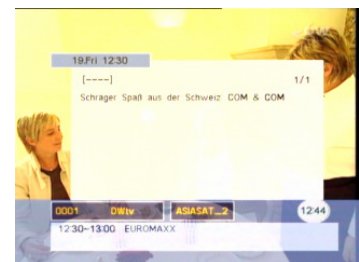 19.Fri 12:30
[----]
1/1
Schräger Spaß aus der Schweiz COM & COM
0001 DWtv ASIASAT_2 12:44
12:30~13:00 EUROMAXX